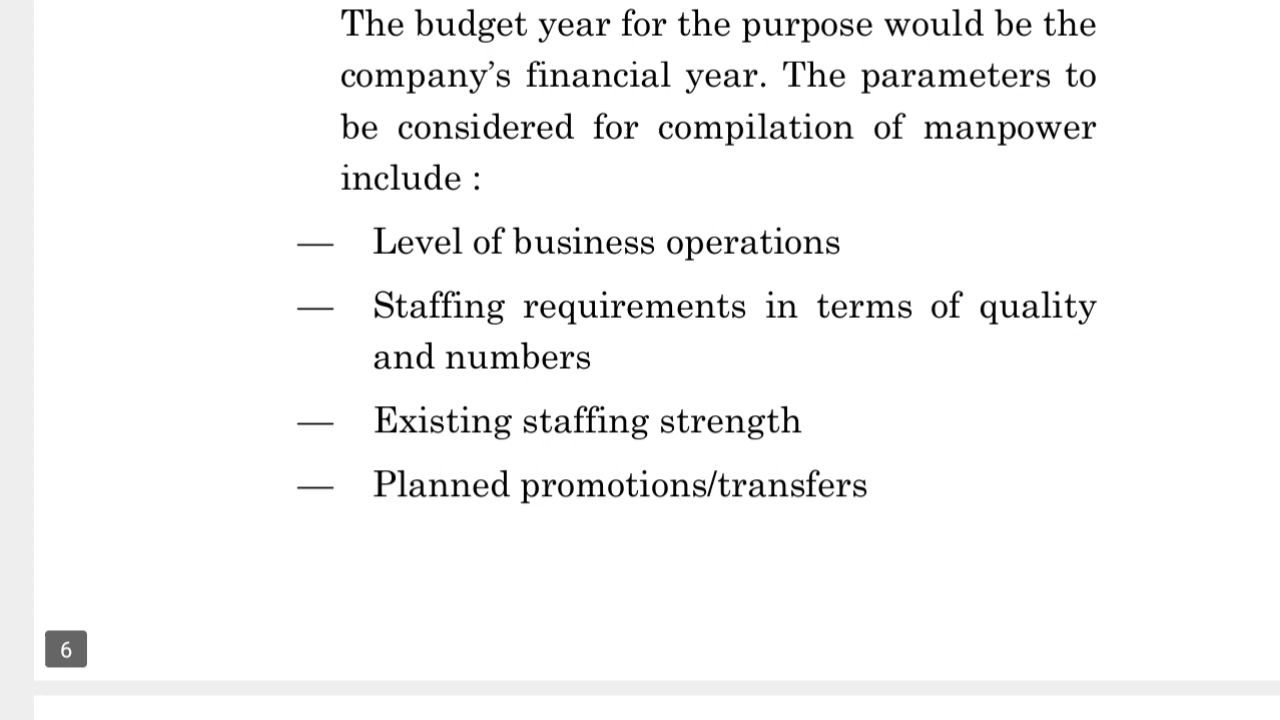 The budget year for the purpose would be the
company’s financial year. The parameters to
be considered for compilation of manpower
include :
— Level of business operations
— Staffing requirements in terms of quality
and numbers
— Existing staffing strength
— Planned promotions/transfers
6